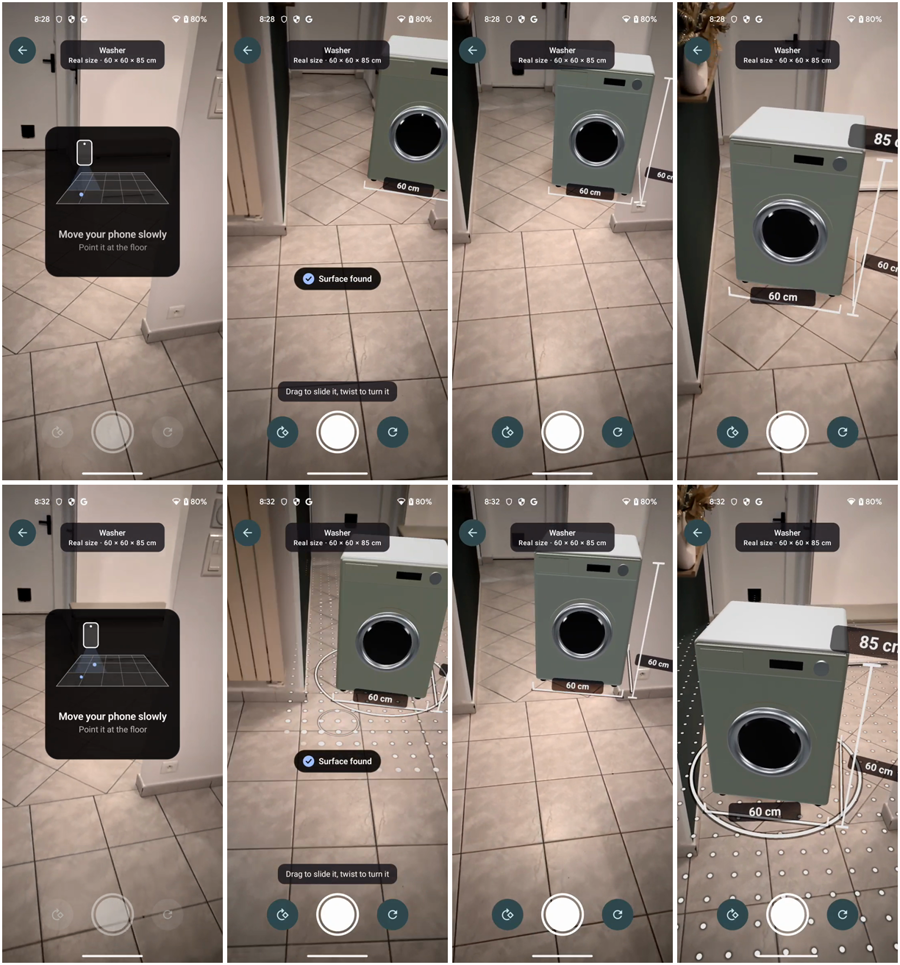 8:28 G 80%
Washer
Real size · 60 × 60 × 85 cm
Move your phone slowly
Point it at the floor
8:28 G 80%
Washer
Real size · 60 × 60 × 85 cm
60 cm
Surface found
Drag to slide it, twist to turn it
8:28 G 80%
Washer
Real size · 60 × 60 × 85 cm
60 c
60 cm
8:28 G 80%
Washer
Real size · 60 × 60 × 85 cm
85 c
60 c
60 cm
8:32 G 80%
Washer
Real size · 60 × 60 × 85 cm
Move your phone slowly
Point it at the floor
8:32 G 80%
Washer
Real size · 60 × 60 × 85 cm
60 cm
Surface found
Drag to slide it, twist to turn it
8:32 G 80%
Washer
Real size · 60 × 60 × 85 cm
60 cm
60 cm
8:32 G 80%
Washer
Real size · 60 × 60 × 85 cm
85 c
60 cm
60 cm